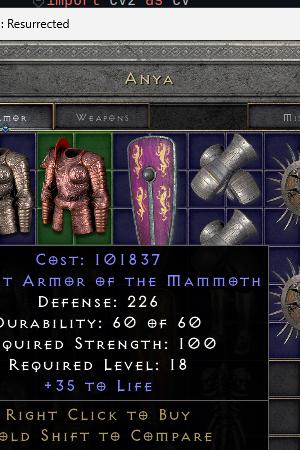 import cv2 as cv
: Resurrected
Anya
Weapons
Cost: 101837
Armor of the Mammoth
Defense: 226
Durability: 60 of 60
Required Strength: 100
Required Level: 18
+35 to Life
Right Click to Buy
Hold Shift to Compare